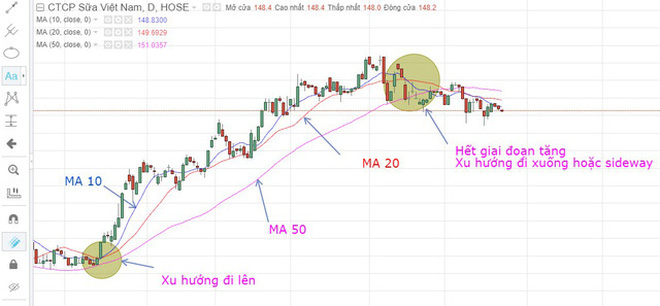 CTCP Sữa Việt Nam, D, HOSE Mở cửa 148.4 Cao nhất 148.4 Thấp nhất 148.0 Đóng cửa 148.2
MA (10, close, 0) 148.8300
MA (20, close, 0) 149.6929
MA (50, close, 0) 151.0357
Aa
Hết giai đoạn tăng
Xu hướng đi xuống hoặc sideway
MA 20
MA 10
MA 50
Xu hướng đi lên